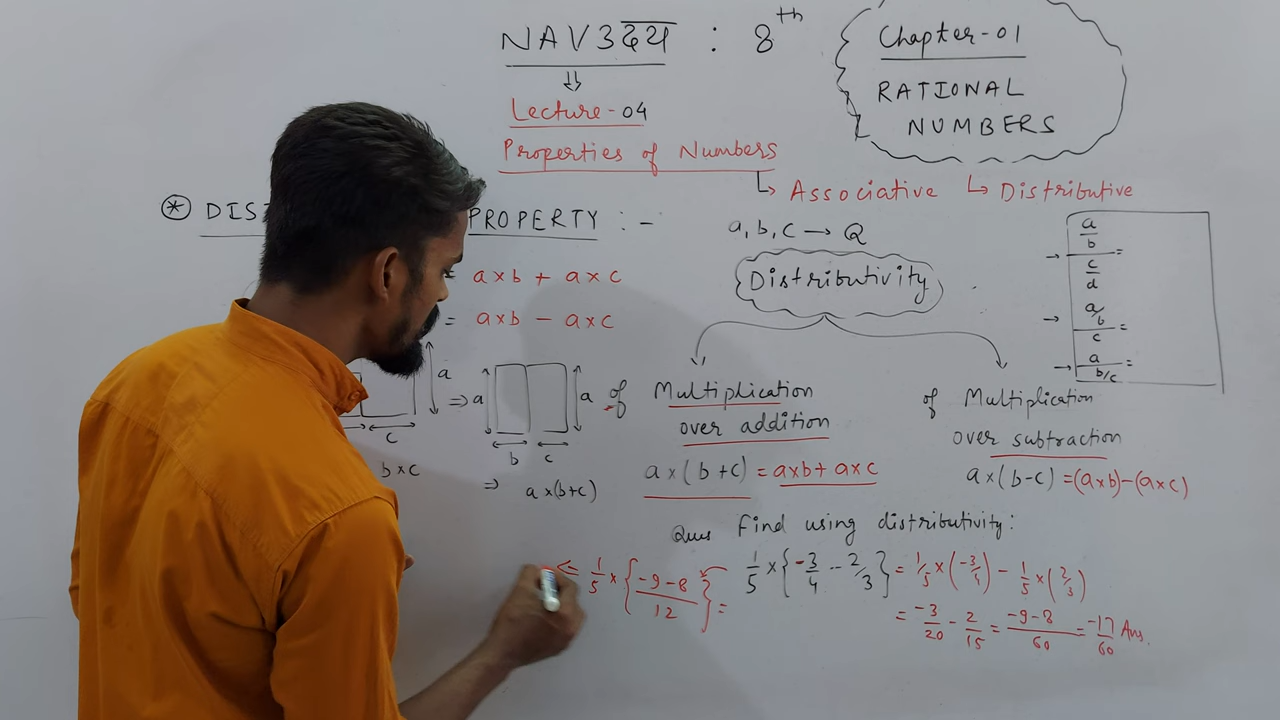 NAV3दय : 8th
⇓
Lecture-04
Properties of Numbers
↳ Associative ↳ Distributive
Chapter-01
RATIONAL
NUMBERS
* DIS PROPERTY : -
a×b + a×c
= a×b − a×c
a
c
b×c
⇒ a a
b c
⇒ a×(b+c)
a, b, c → Q
Distributivity
of Multiplication
over addition
a×(b+c) = a×b + a×c
of Multiplication
over subtraction
a×(b-c) = (a×b)-(a×c)
→ a/b / c/d =
→ a/b / c =
→ a / b/c =
Ques Find using distributivity:
1/5 × {-3/4 - 2/3} = 1/5 × (-3/4) - 1/5 × (2/3)
= -3/20 - 2/15 = -9-8/60 = -17/60 Ans.
⇐ 1/5 × {-9-8/12} =